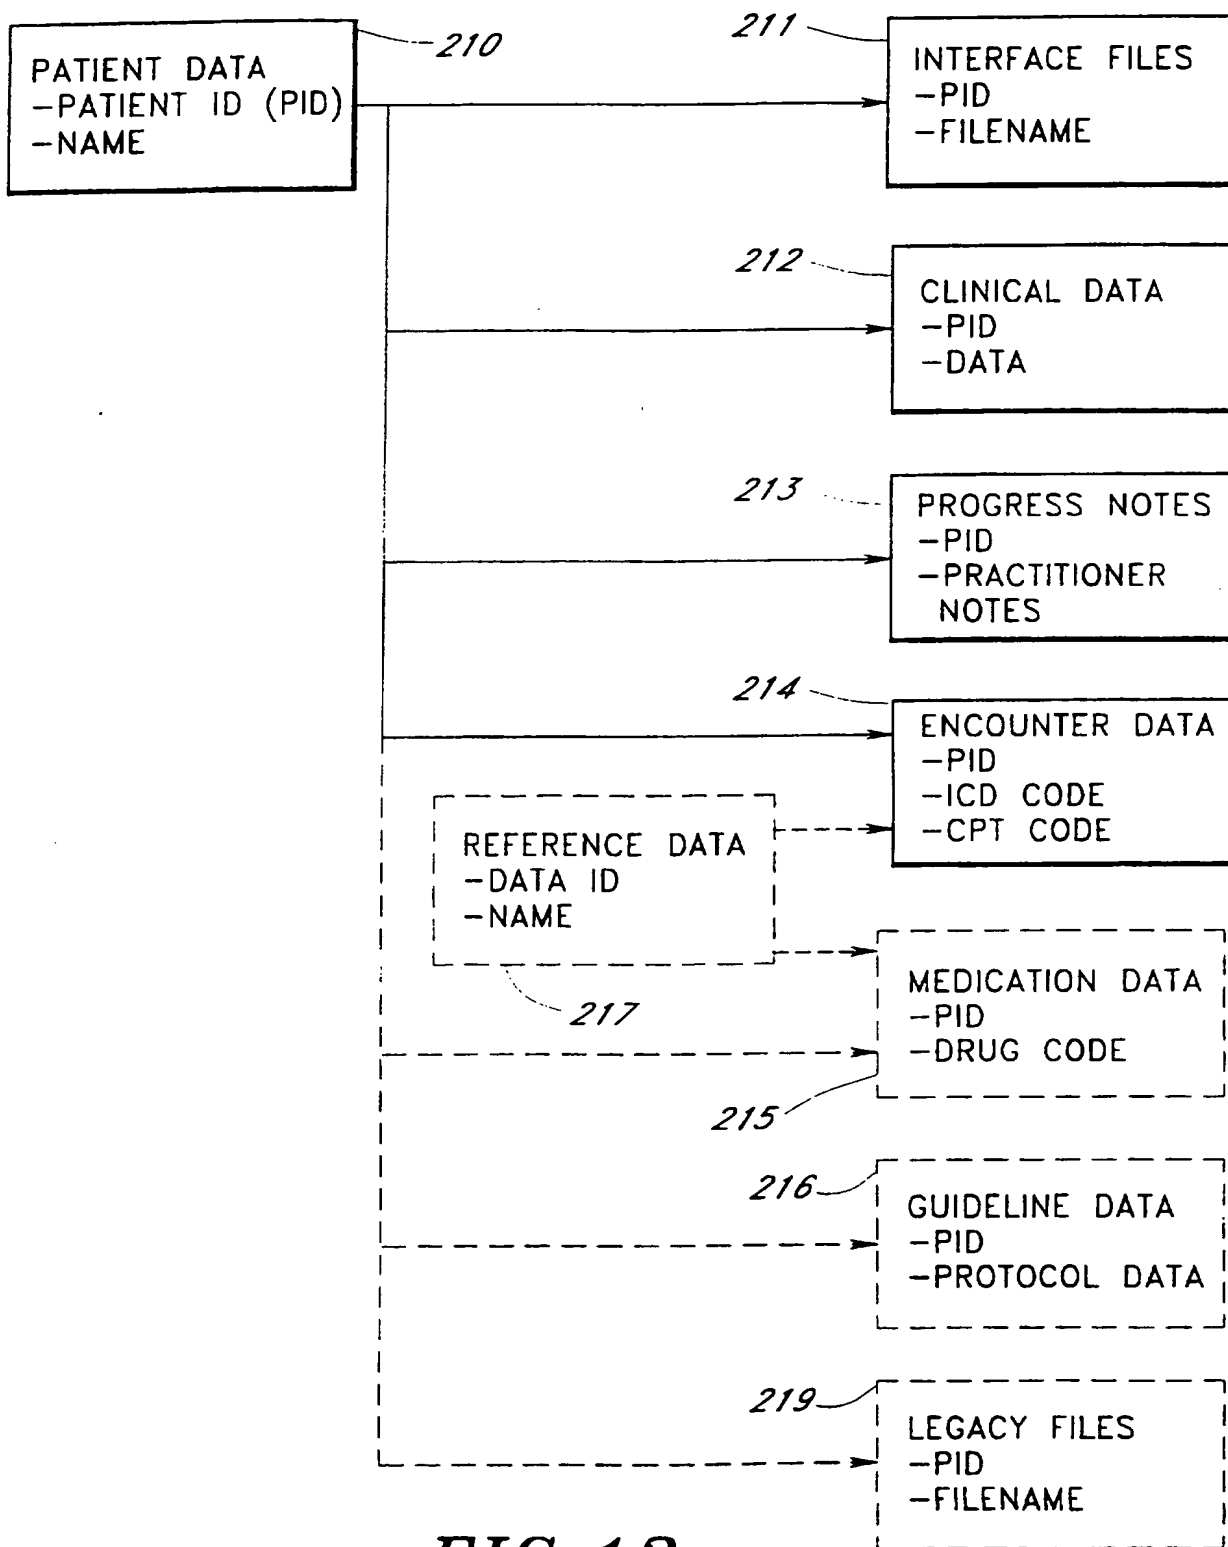 210
PATIENT DATA
-PATIENT ID (PID)
-NAME
211
INTERFACE FILES
-PID
-FILENAME
212
CLINICAL DATA
-PID
-DATA
213
PROGRESS NOTES
-PID
-PRACTITIONER
NOTES
214
ENCOUNTER DATA
-PID
-ICD CODE
-CPT CODE
REFERENCE DATA
-DATA ID
-NAME
217
MEDICATION DATA
-PID
-DRUG CODE
215
216
GUIDELINE DATA
-PID
-PROTOCOL DATA
219
LEGACY FILES
-PID
-FILENAME